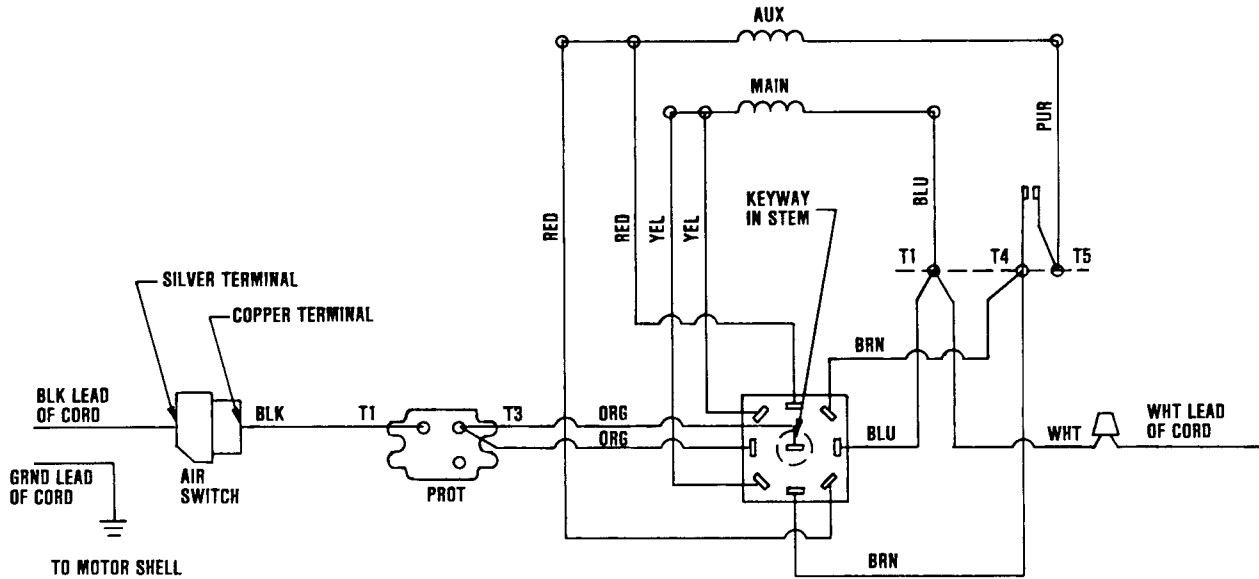 AUX
MAIN
PUR
BLU
KEYWAY
IN STEM
RED
RED
YEL
YEL
T1
T4
T5
SILVER TERMINAL
COPPER TERMINAL
BRN
BLK LEAD
OF CORD
BLK
T1
T3
ORG
ORG
BLU
WHT
WHT LEAD
OF CORD
GRND LEAD
OF CORD
AIR
SWITCH
PROT
BRN
TO MOTOR SHELL